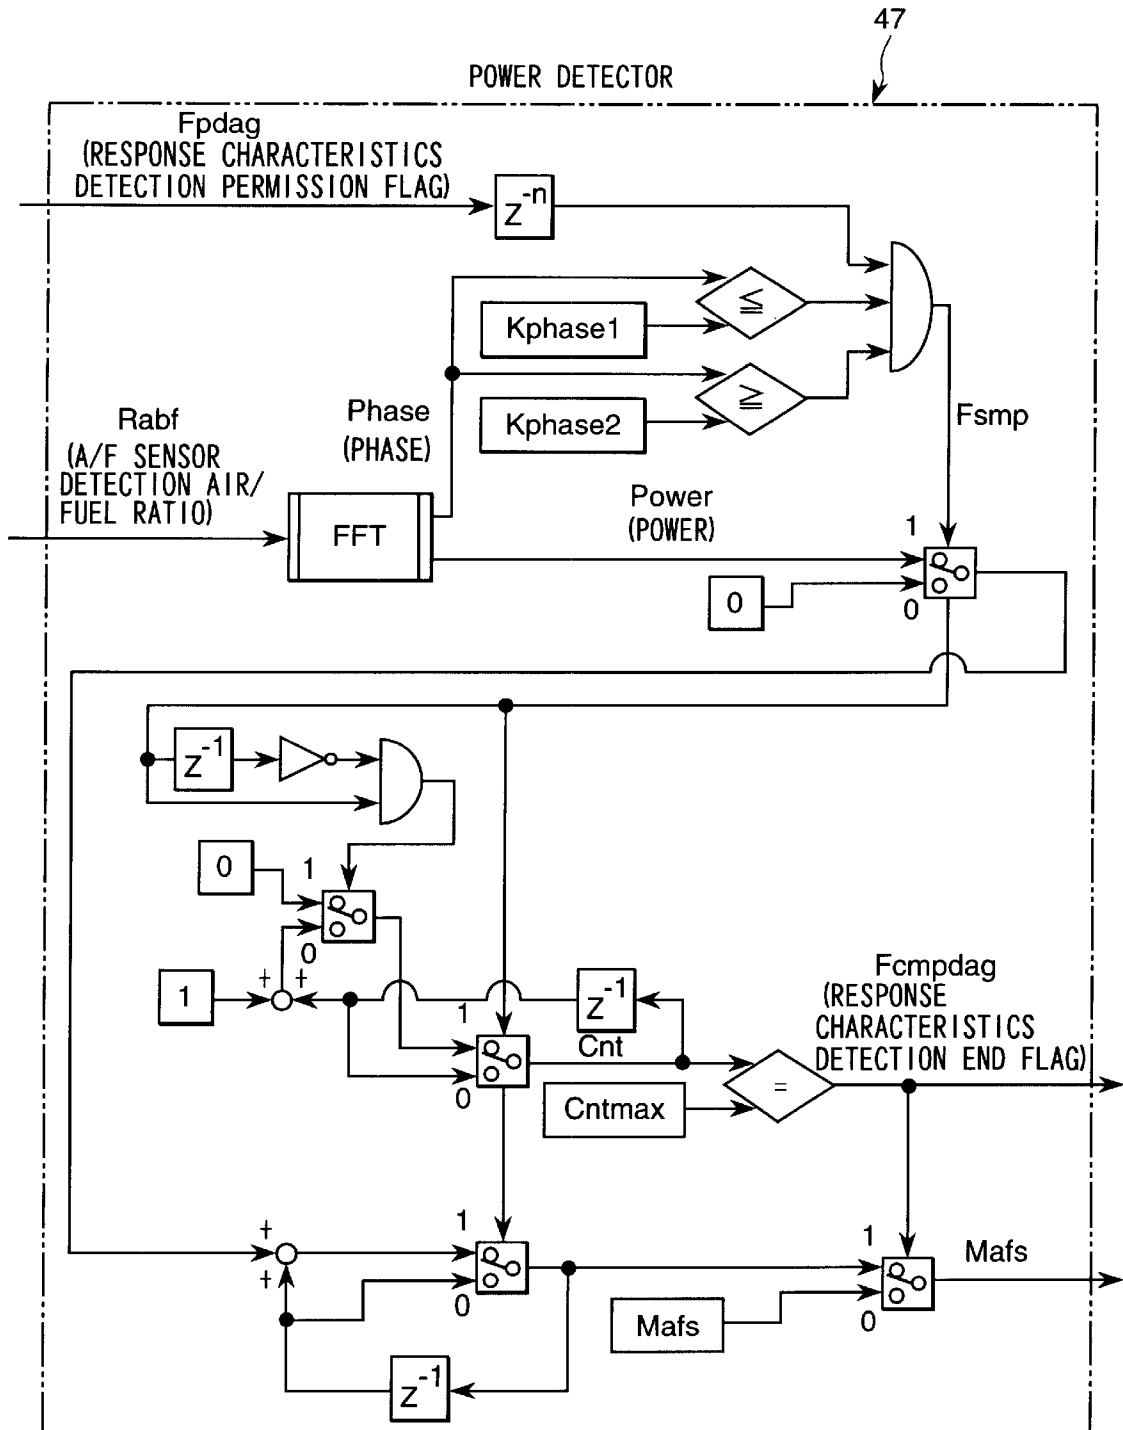 47
POWER DETECTOR
Fpdag
(RESPONSE CHARACTERISTICS
DETECTION PERMISSION FLAG)
Z-n
≦
Kphase1
≧
Kphase2
Fsmp
Rabf
(A/F SENSOR
DETECTION AIR/
FUEL RATIO)
Phase
(PHASE)
FFT
Power
(POWER)
1
0
0
Z-1
0
1
0
1
+
+
Z-1
1
Cnt
0
Cntmax
=
Fcmpdag
(RESPONSE
CHARACTERISTICS
DETECTION END FLAG)
+
+
1
0
Z-1
Mafs
1
0
Mafs